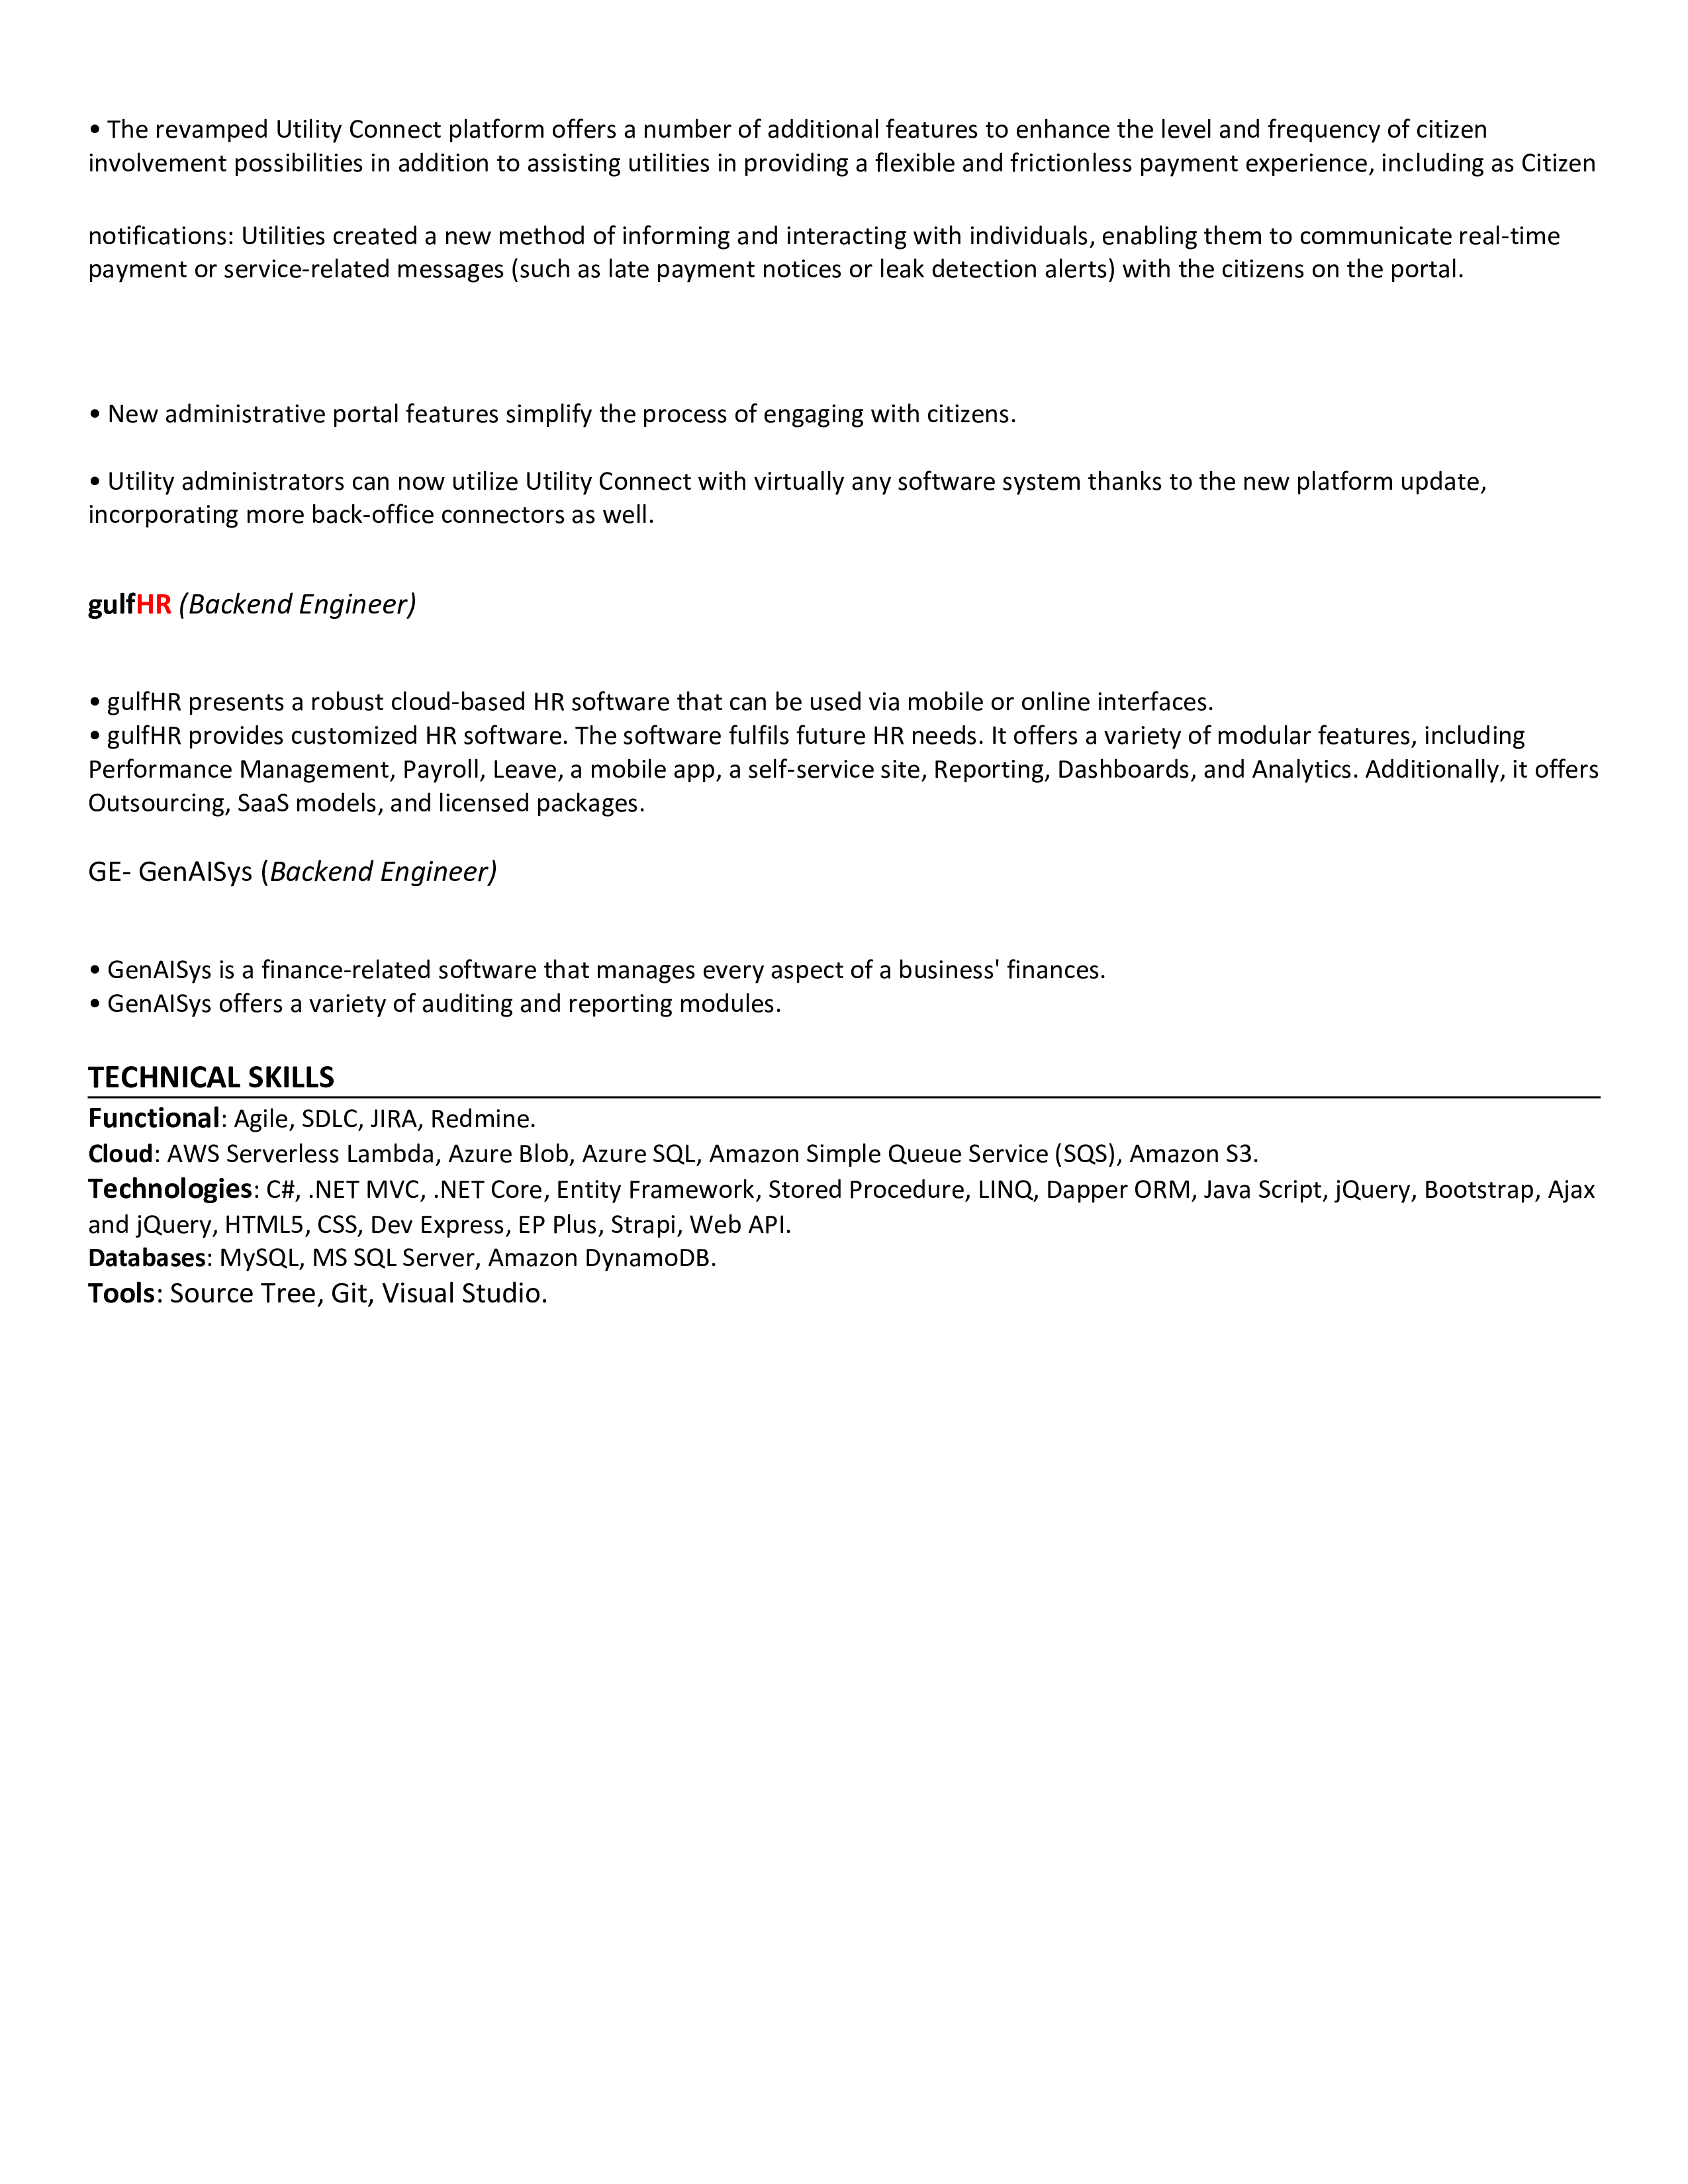 • The revamped Utility Connect platform offers a number of additional features to enhance the level and frequency of citizen
involvement possibilities in addition to assisting utilities in providing a flexible and frictionless payment experience, including as Citizen
notifications: Utilities created a new method of informing and interacting with individuals, enabling them to communicate real-time
payment or service-related messages (such as late payment notices or leak detection alerts) with the citizens on the portal.
• New administrative portal features simplify the process of engaging with citizens.
• Utility administrators can now utilize Utility Connect with virtually any software system thanks to the new platform update,
incorporating more back-office connectors as well.
gulfHR (Backend Engineer)
• gulfHR presents a robust cloud-based HR software that can be used via mobile or online interfaces.
• gulfHR provides customized HR software. The software fulfils future HR needs. It offers a variety of modular features, including
Performance Management, Payroll, Leave, a mobile app, a self-service site, Reporting, Dashboards, and Analytics. Additionally, it offers
Outsourcing, SaaS models, and licensed packages.
GE- GenAISys (Backend Engineer)
• GenAISys is a finance-related software that manages every aspect of a business' finances.
• GenAISys offers a variety of auditing and reporting modules.
TECHNICAL SKILLS
Functional: Agile, SDLC, JIRA, Redmine.
Cloud: AWS Serverless Lambda, Azure Blob, Azure SQL, Amazon Simple Queue Service (SQS), Amazon S3.
Technologies: C#, .NET MVC, .NET Core, Entity Framework, Stored Procedure, LINQ, Dapper ORM, Java Script, jQuery, Bootstrap, Ajax
and jQuery, HTML5, CSS, Dev Express, EP Plus, Strapi, Web API.
Databases: MySQL, MS SQL Server, Amazon DynamoDB.
Tools: Source Tree, Git, Visual Studio.